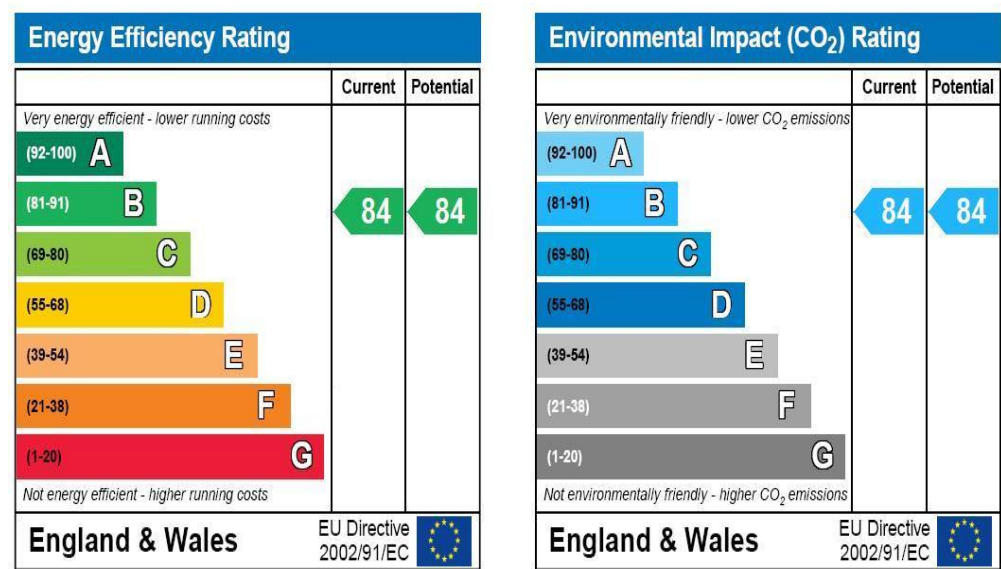 Energy Efficiency Rating
Current Potential
Very energy efficient - lower running costs
(92-100) A
(81-91) B
84 84
(69-80) C
(55-68) D
(39-54) E
(21-38) F
(1-20) G
Not energy efficient - higher running costs
England & Wales
EU Directive
2002/91/EC
Environmental Impact (CO₂) Rating
Current Potential
Very environmentally friendly - lower CO₂ emissions
(92-100) A
(81-91) B
84 84
(69-80) C
(55-68) D
(39-54) E
(21-38) F
(1-20) G
Not environmentally friendly - higher CO₂ emissions
England & Wales
EU Directive
2002/91/EC